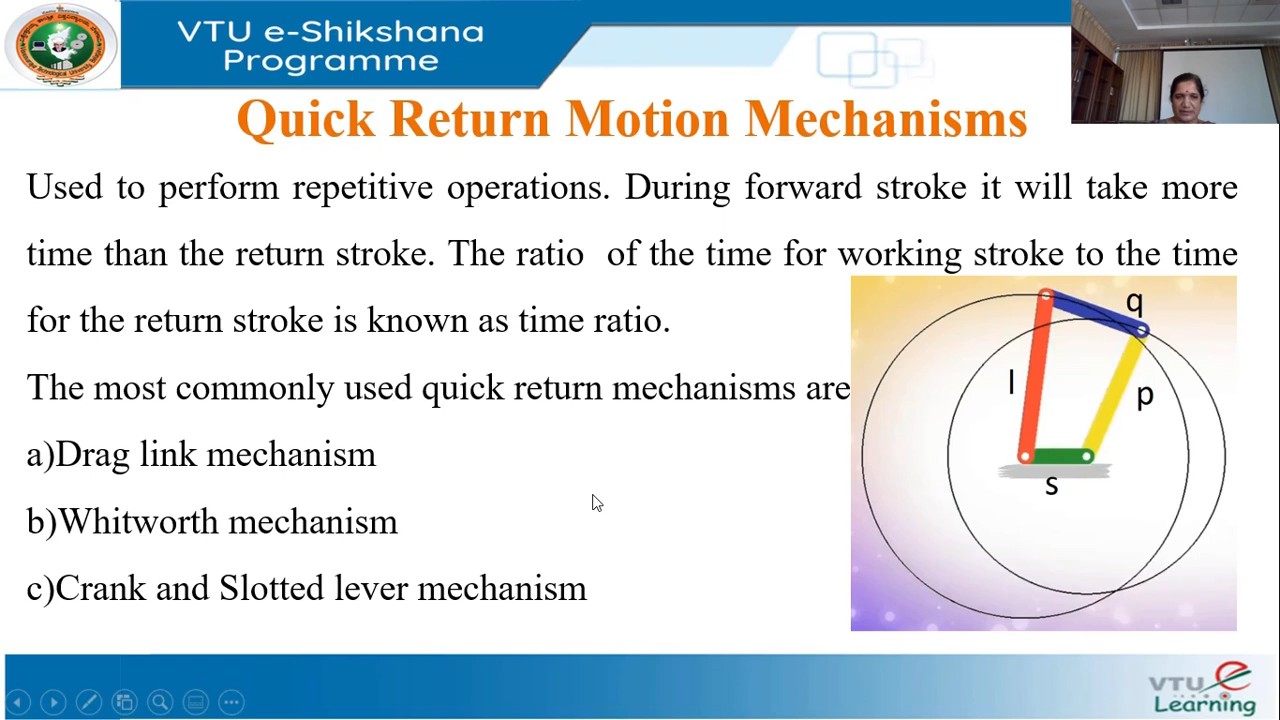 VTU e-Shikshana
Programme
Quick Return Motion Mechanisms
Used to perform repetitive operations. During forward stroke it will take more
time than the return stroke. The ratio of the time for working stroke to the time
for the return stroke is known as time ratio.
The most commonly used quick return mechanisms are
a)Drag link mechanism
b)Whitworth mechanism
c)Crank and Slotted lever mechanism
q
l
p
s
VTU e
Learning